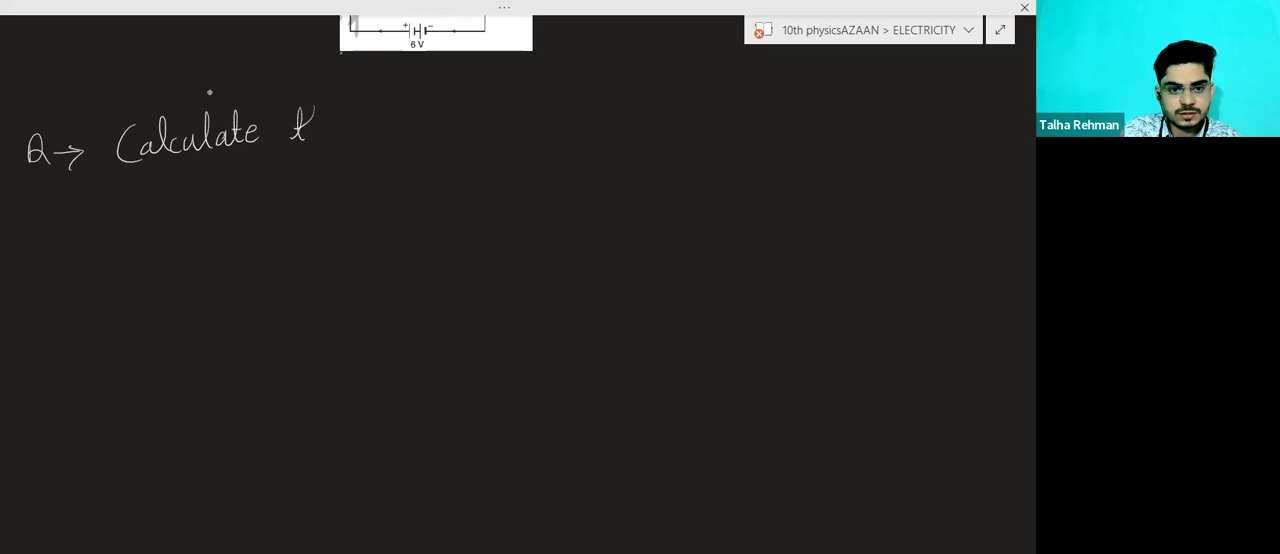 + −
6 V
10th physicsAZAAN > ELECTRICITY
Talha Rehman
Q→ Calculate t